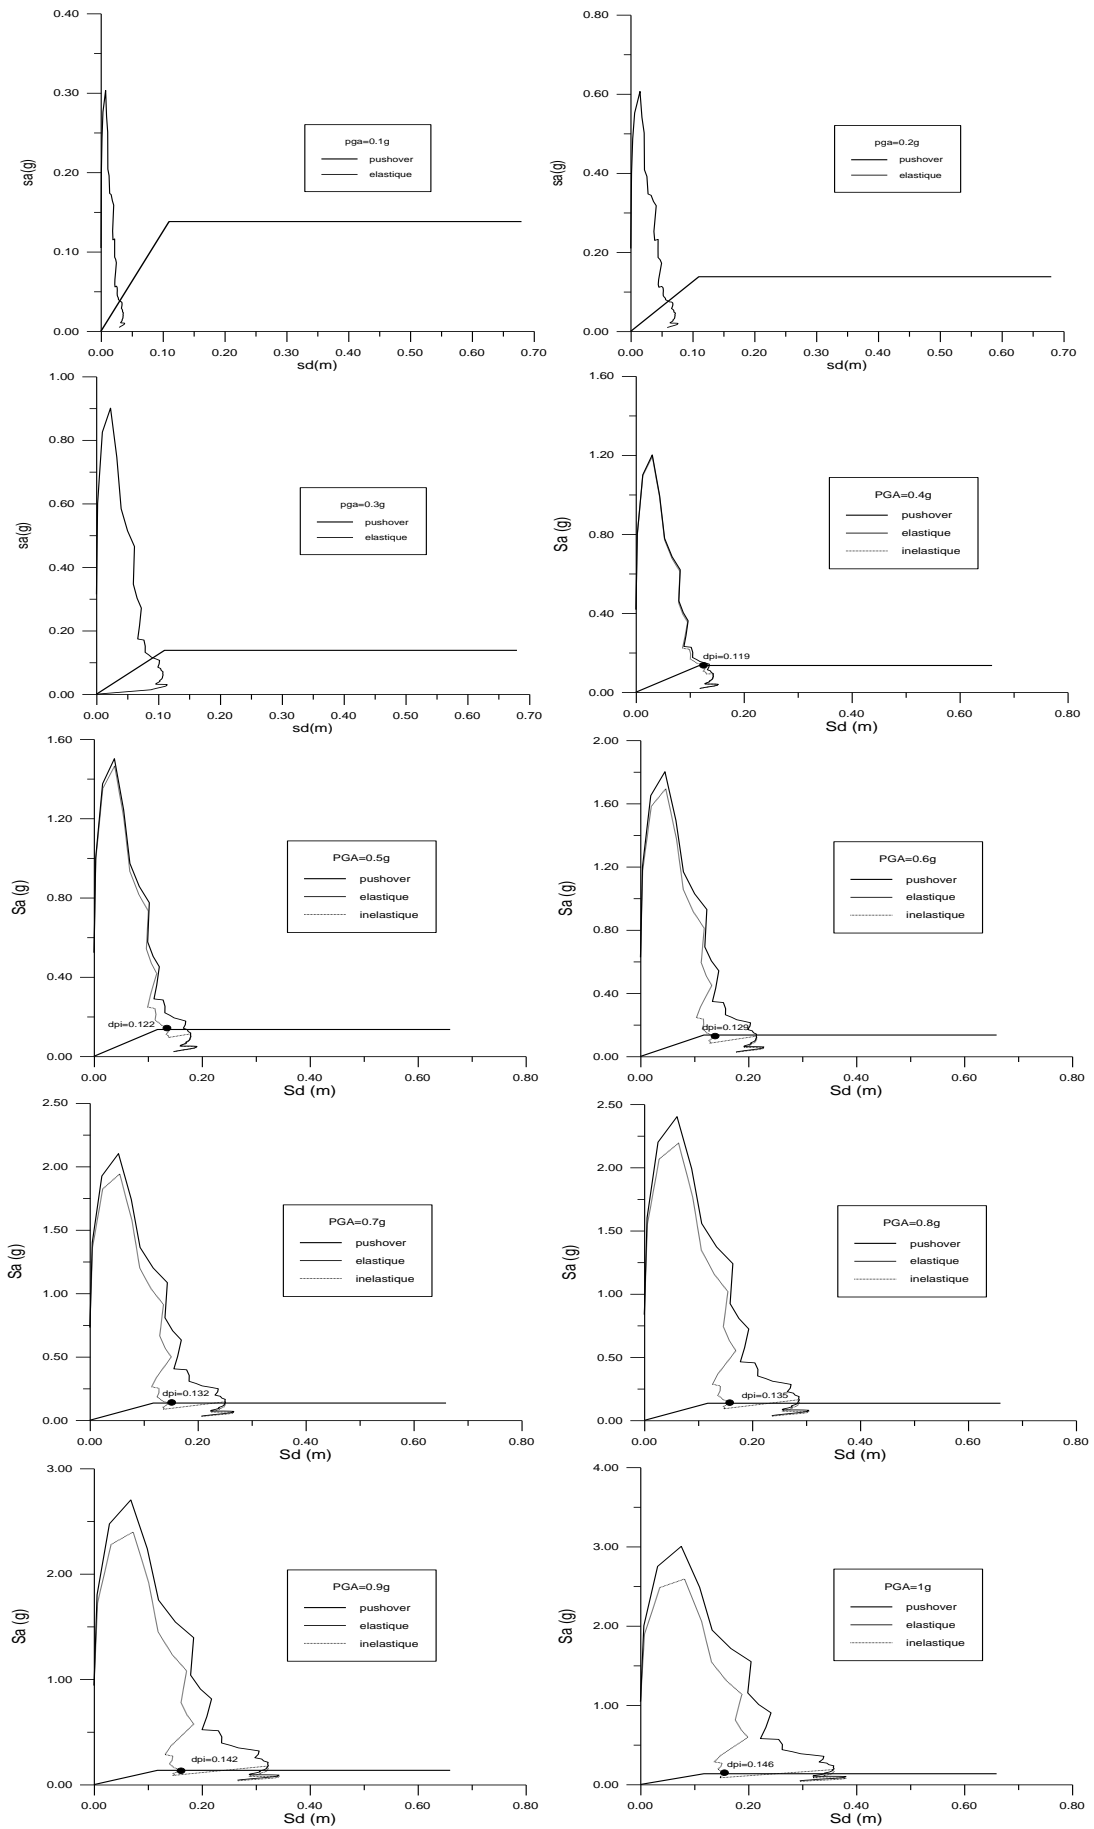 0.40
0.30
0.20
0.10
0.00
sa(g)
pga=0.1g
pushover
elastique
0.00 0.10 0.20 0.30 0.40 0.50 0.60 0.70
sd(m)
0.80
0.60
0.40
0.20
0.00
sa(g)
pga=0.2g
pushover
elastique
0.00 0.10 0.20 0.30 0.40 0.50 0.60 0.70
sd(m)
1.00
0.80
0.60
0.40
0.20
0.00
sa(g)
pga=0.3g
pushover
elastique
0.00 0.10 0.20 0.30 0.40 0.50 0.60 0.70
sd(m)
1.60
1.20
0.80
0.40
0.00
Sa (g)
PGA=0.4g
pushover
elastique
inelastique
dpi=0.119
0.00 0.20 0.40 0.60 0.80
Sd (m)
1.60
1.20
0.80
0.40
0.00
Sa (g)
PGA=0.5g
pushover
elastique
inelastique
dpi=0.122
0.00 0.20 0.40 0.60 0.80
Sd (m)
2.00
1.60
1.20
0.80
0.40
0.00
Sa (g)
PGA=0.6g
pushover
elastique
inelastique
dpi=0.129
0.00 0.20 0.40 0.60 0.80
Sd (m)
2.50
2.00
1.50
1.00
0.50
0.00
Sa (g)
PGA=0.7g
pushover
elastique
inelastique
dpi=0.132
0.00 0.20 0.40 0.60 0.80
Sd (m)
2.50
2.00
1.50
1.00
0.50
0.00
Sa (g)
PGA=0.8g
pushover
elastique
inelastique
dpi=0.135
0.00 0.20 0.40 0.60 0.80
Sd (m)
3.00
2.00
1.00
0.00
Sa (g)
PGA=0.9g
pushover
elastique
inelastique
dpi=0.142
0.00 0.20 0.40 0.60 0.80
Sd (m)
4.00
3.00
2.00
1.00
0.00
Sa (g)
PGA=1g
pushover
elastique
inelastique
dpi=0.146
0.00 0.20 0.40 0.60 0.80
Sd (m)